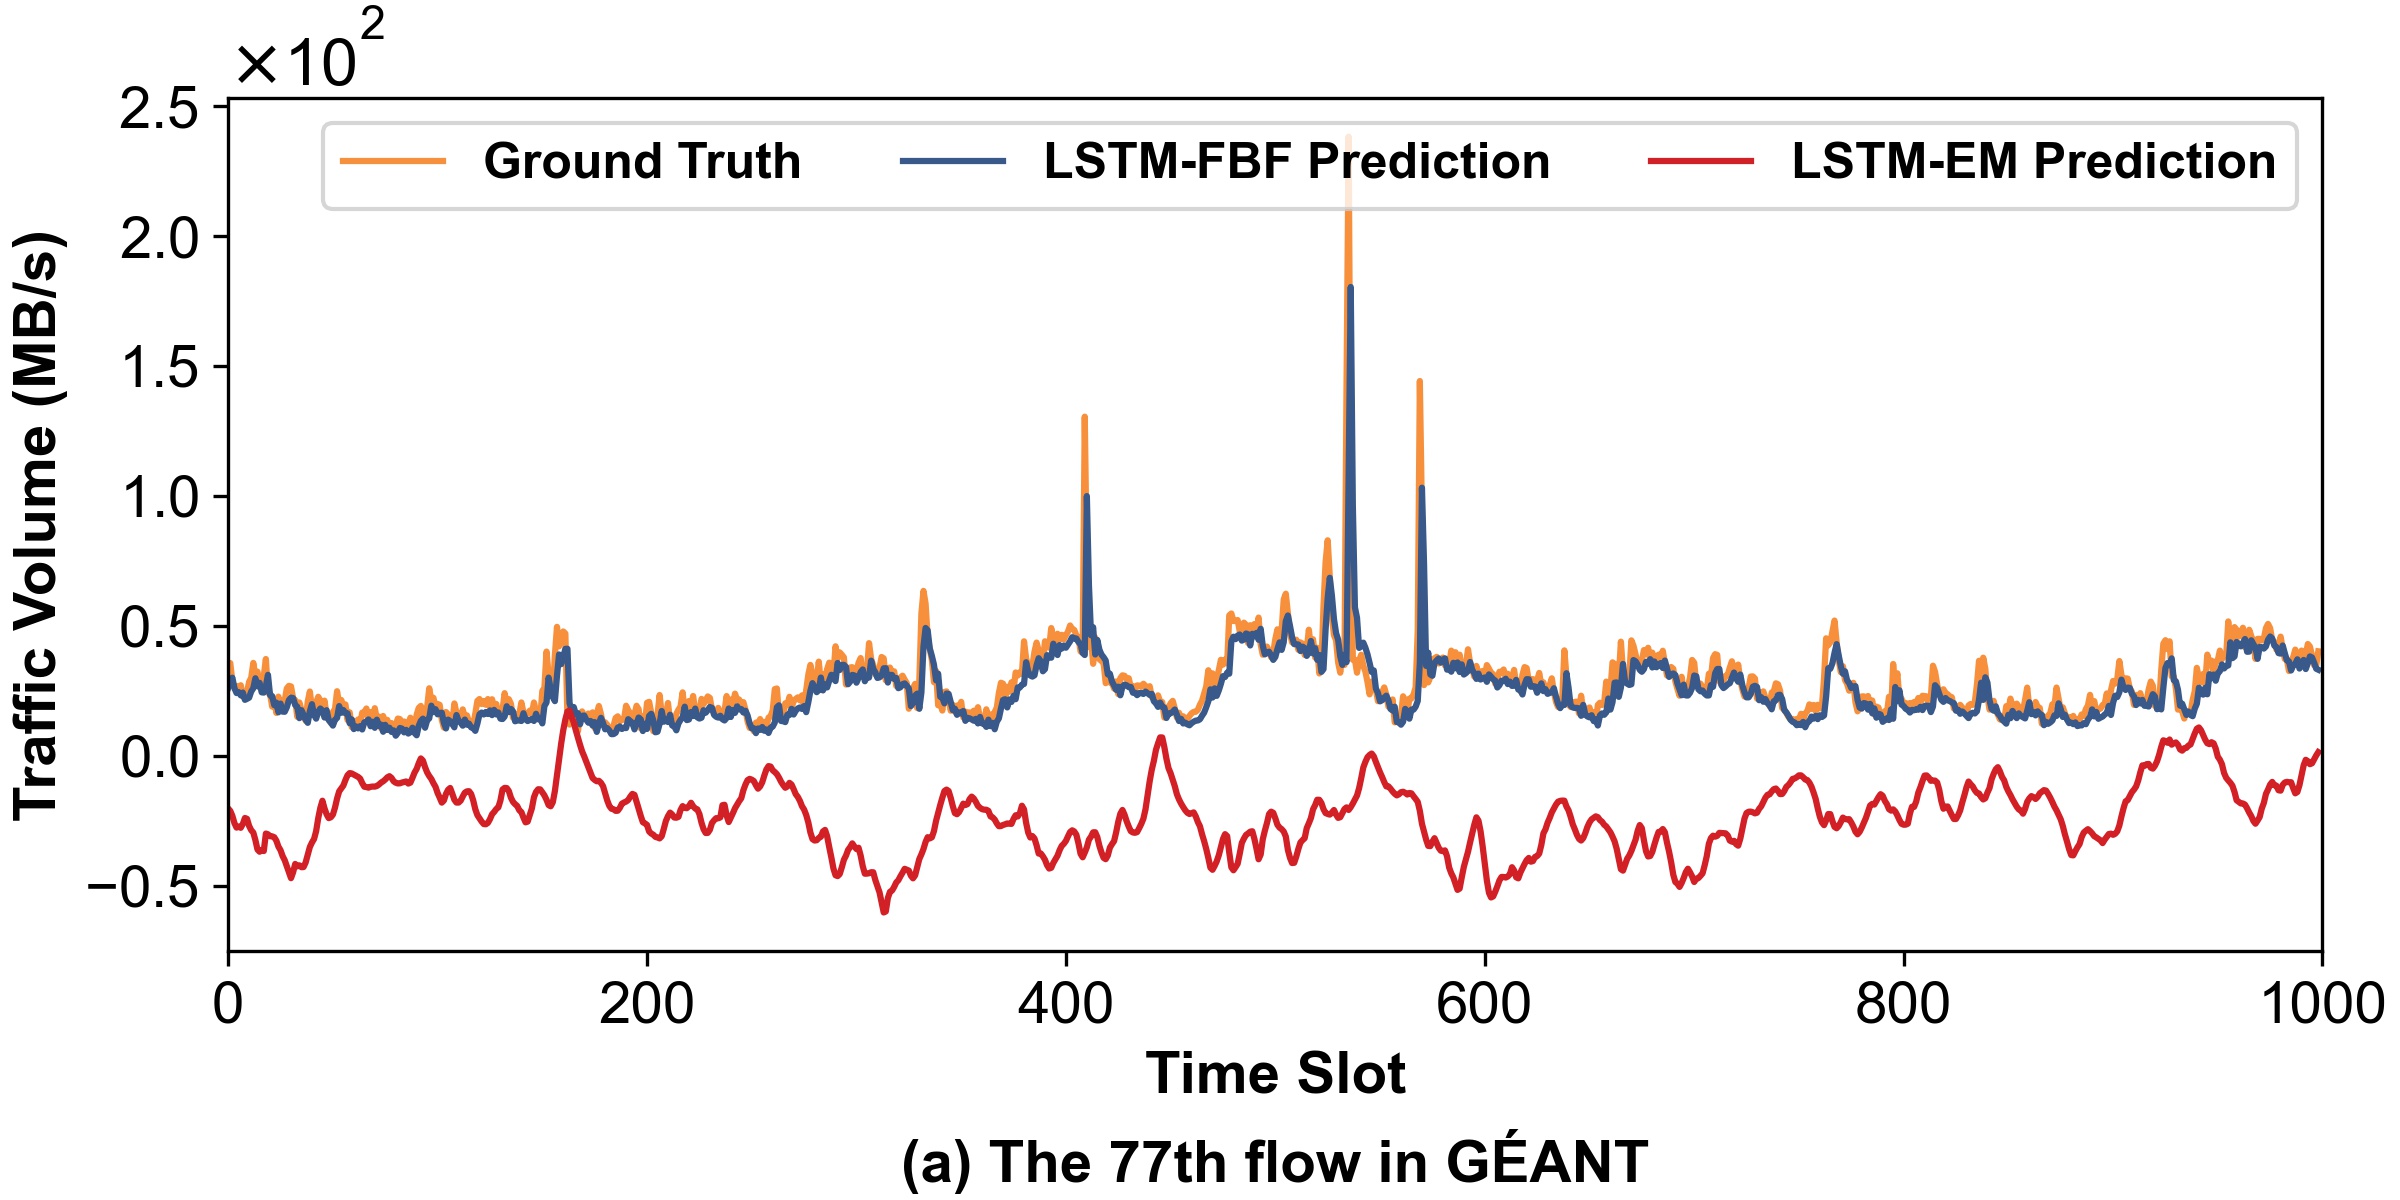 ×10²
2.5
2.0
1.5
1.0
0.5
0.0
−0.5
Traffic Volume (MB/s)
Ground Truth LSTM-FBF Prediction LSTM-EM Prediction
0 200 400 600 800 1000
Time Slot
(a) The 77th flow in GÉANT